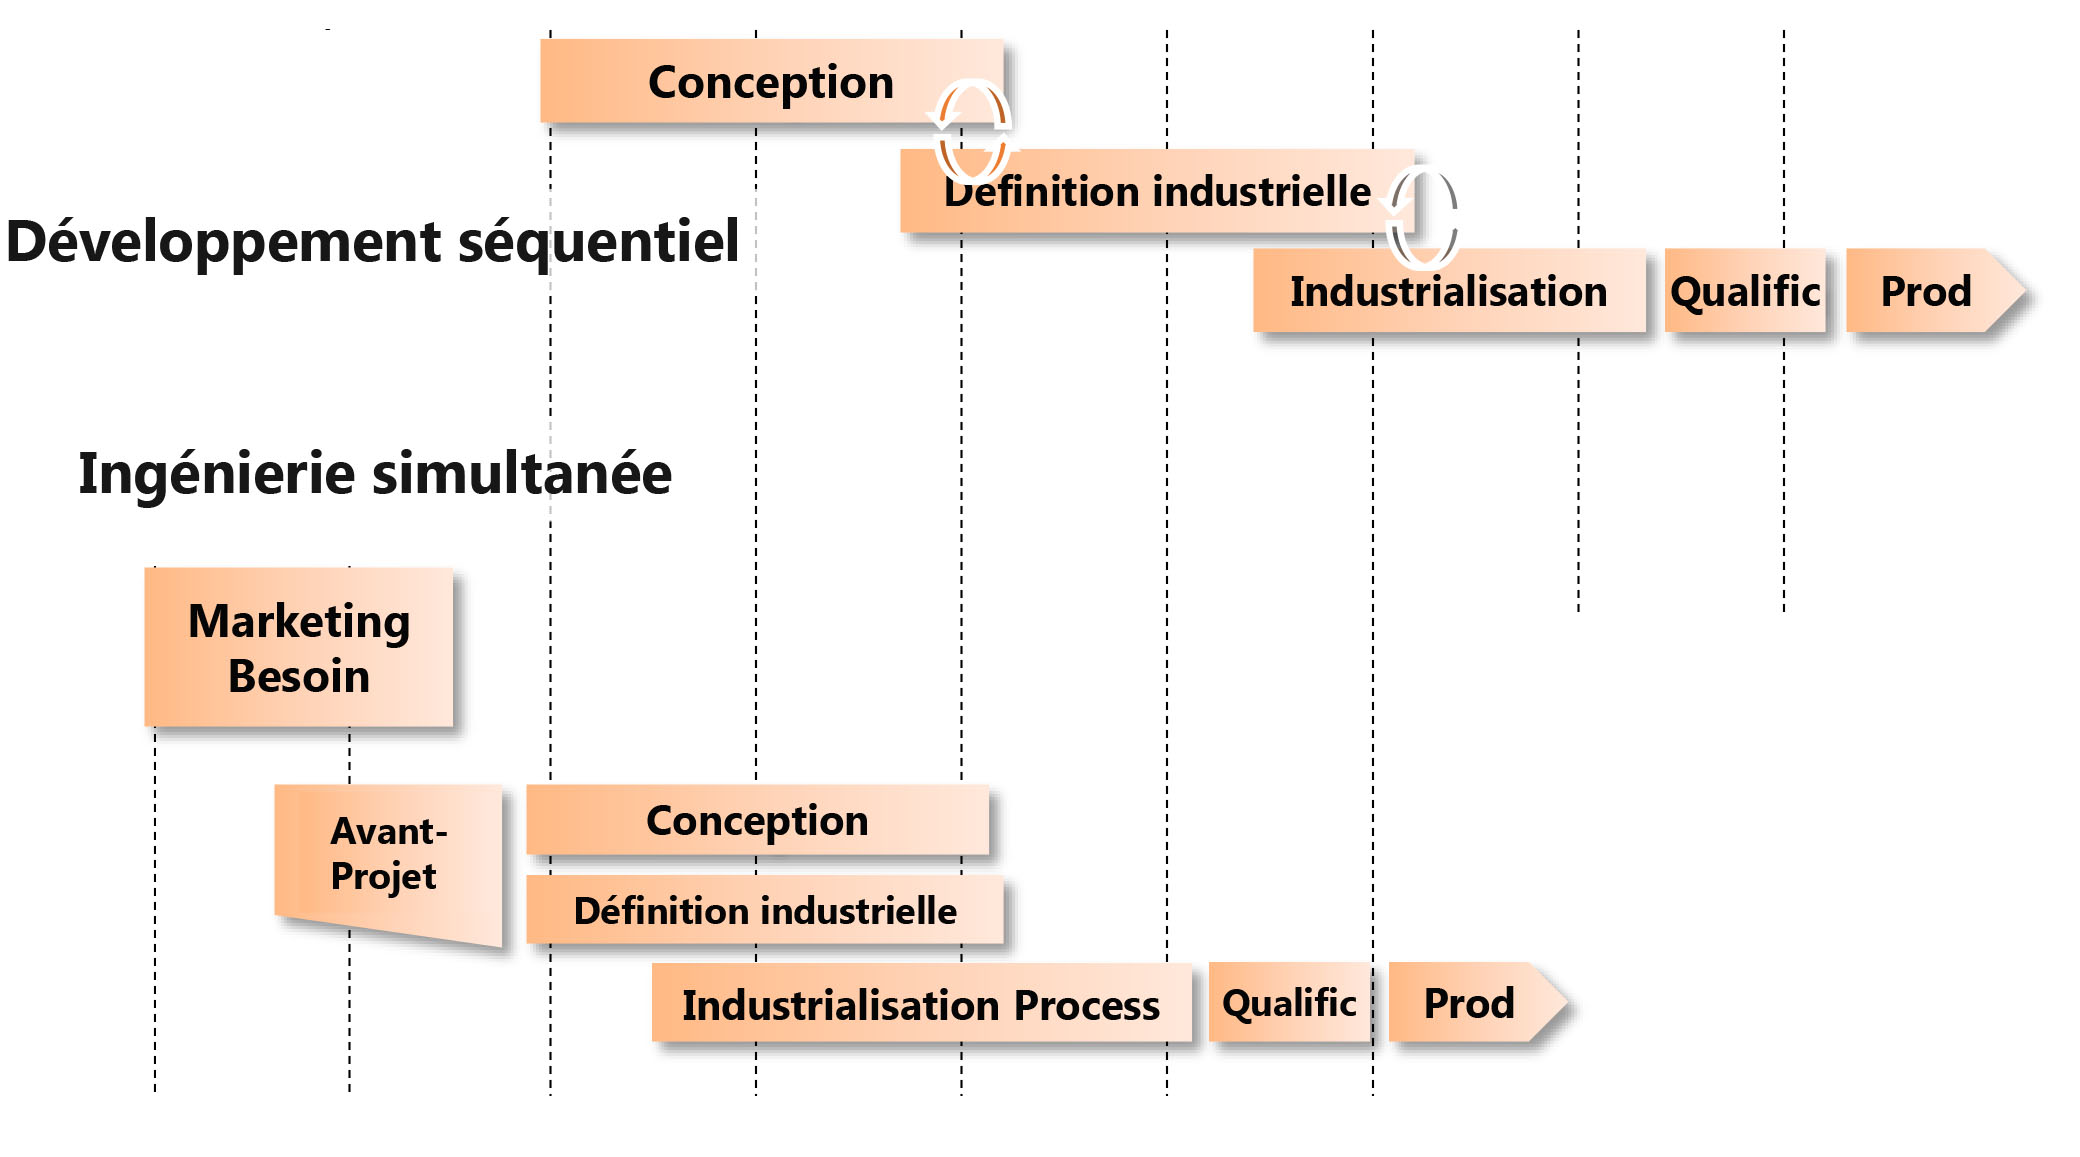 Conception
Définition industrielle
Développement séquentiel
Industrialisation
Qualific
Prod
Ingénierie simultanée
Marketing
Besoin
Avant-
Projet
Conception
Définition industrielle
Industrialisation Process
Qualific
Prod